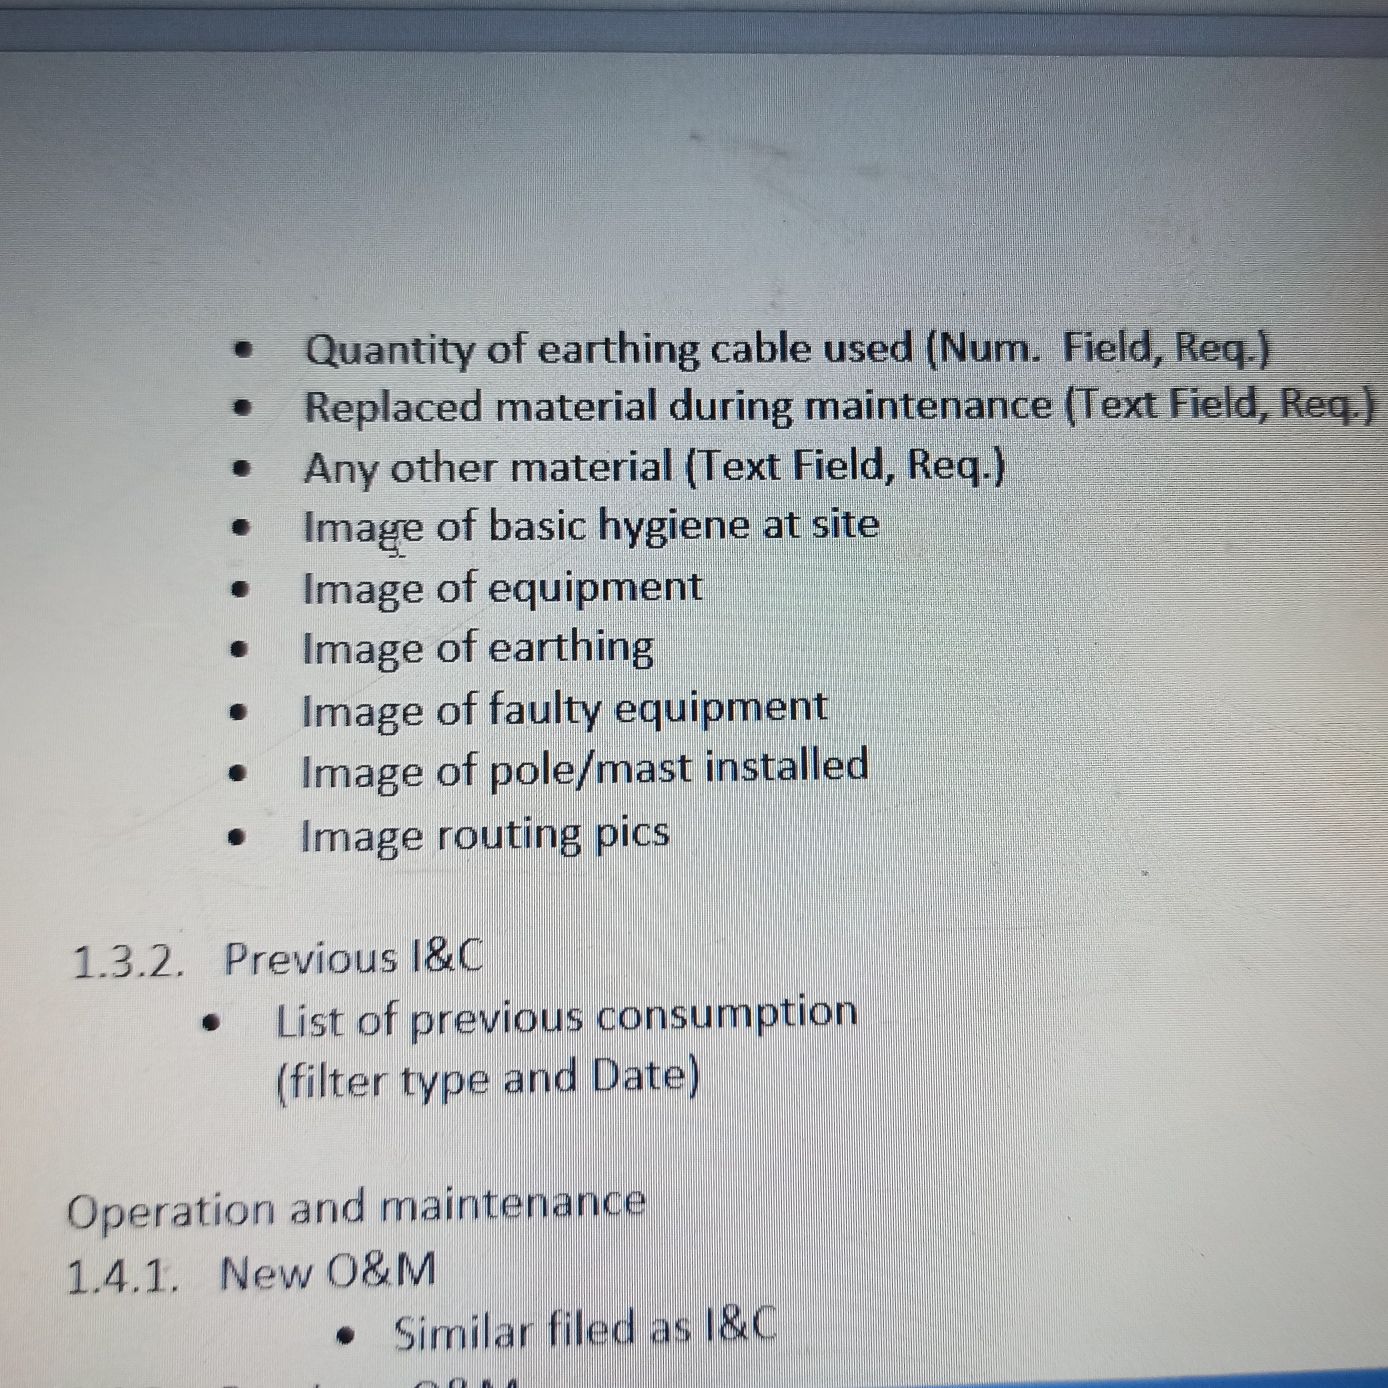 • Quantity of earthing cable used (Num. Field, Req.)
• Replaced material during maintenance (Text Field, Req.)
• Any other material (Text Field, Req.)
• Image of basic hygiene at site
• Image of equipment
• Image of earthing
• Image of faulty equipment
• Image of pole/mast installed
• Image routing pics
1.3.2. Previous I&C
• List of previous consumption
(filter type and Date)
Operation and maintenance
1.4.1. New O&M
• Similar filed as I&C